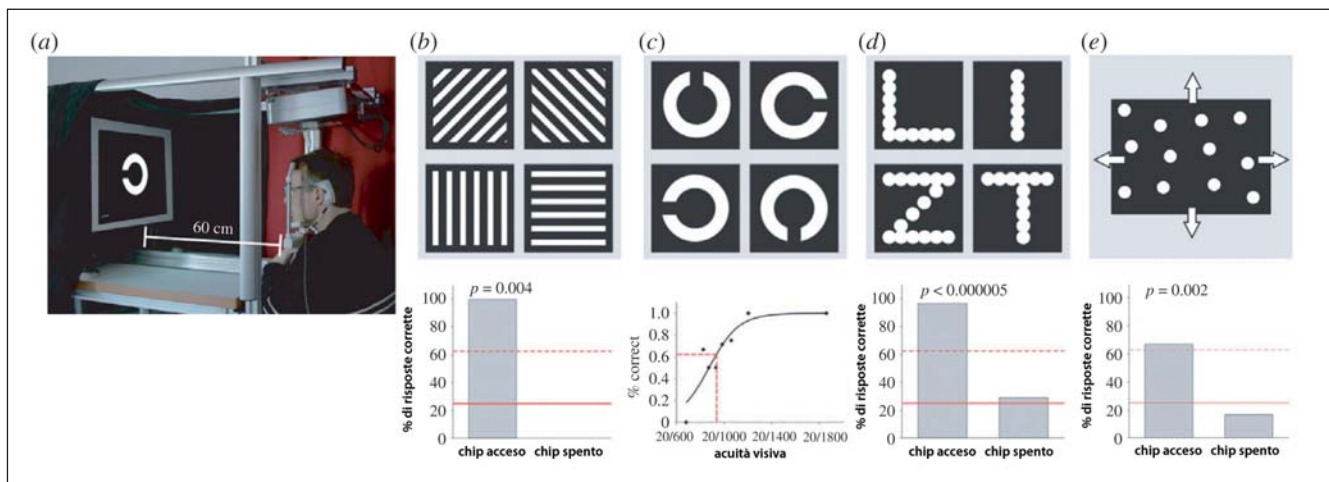 (a)
60 cm
(b)
(c)
(d)
(e)
p = 0.004
% di risposte corrette
100
80
60
40
20
0
chip acceso chip spento
% correct
1.0
0.8
0.6
0.4
0.2
0
20/600 20/1000 20/1400 20/1800
acuità visiva
p < 0.000005
% di risposte corrette
100
80
60
40
20
0
chip acceso chip spento
p = 0.002
% di risposte corrette
100
80
60
40
20
0
chip acceso chip spento